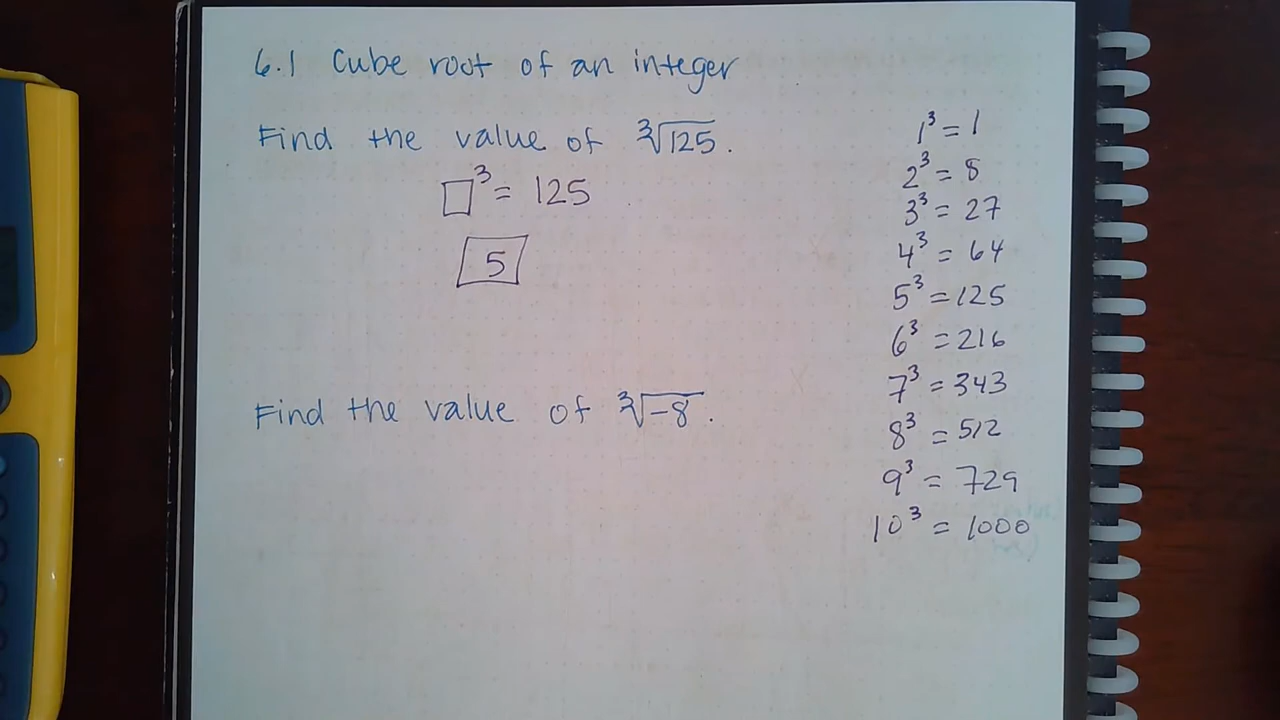 6.1 Cube root of an integer
Find the value of ∛125.
□³ = 125
5
Find the value of ∛-8.
1³ = 1
2³ = 8
3³ = 27
4³ = 64
5³ = 125
6³ = 216
7³ = 343
8³ = 512
9³ = 729
10³ = 1000